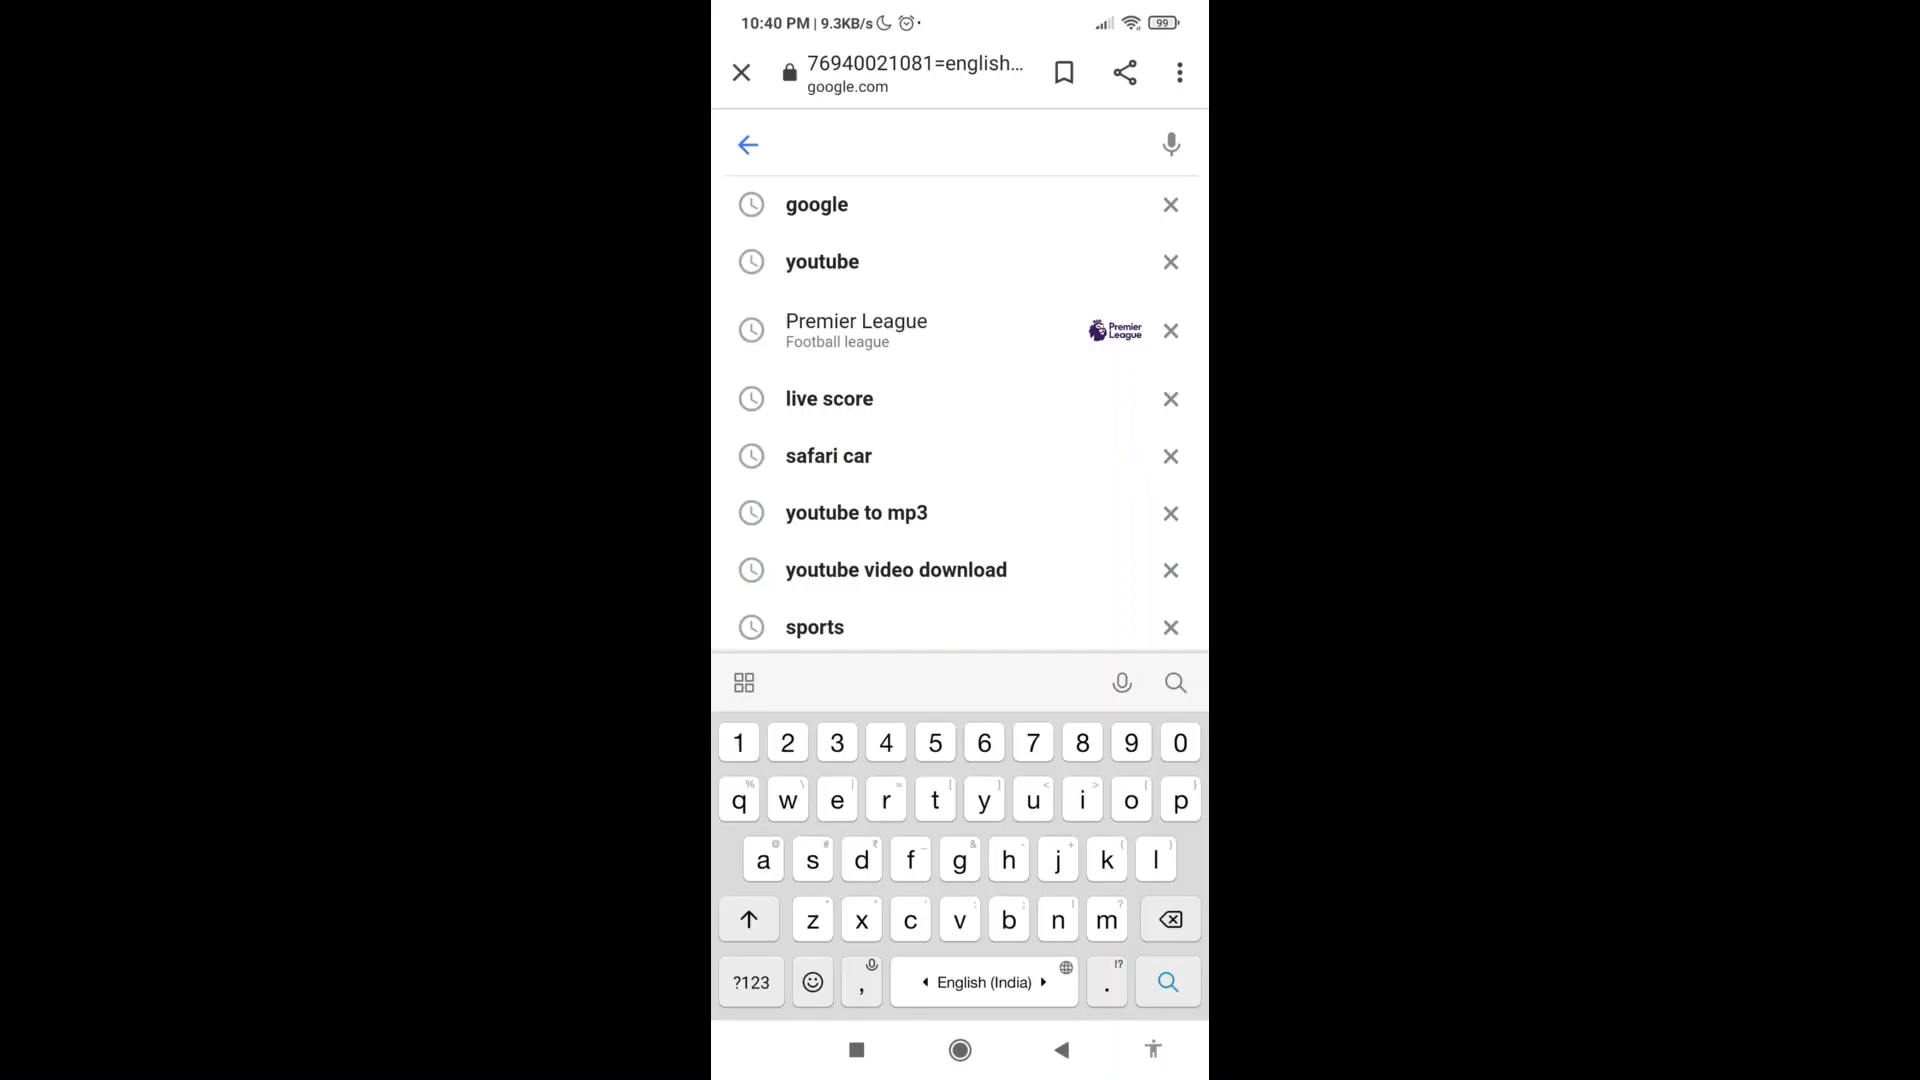 10:40 PM | 9.3KB/s
99
76940021081=english...
google.com
google
youtube
Premier League
Football league
Premier
League
live score
safari car
youtube to mp3
youtube video download
sports
1 2 3 4 5 6 7 8 9 0
% \ | = [ ] < > { }
q w e r t y u i o p
@ # ₹ _ & - + ( )
a s d f g h j k l
z x c v b n m
?123 , English (India) . !?